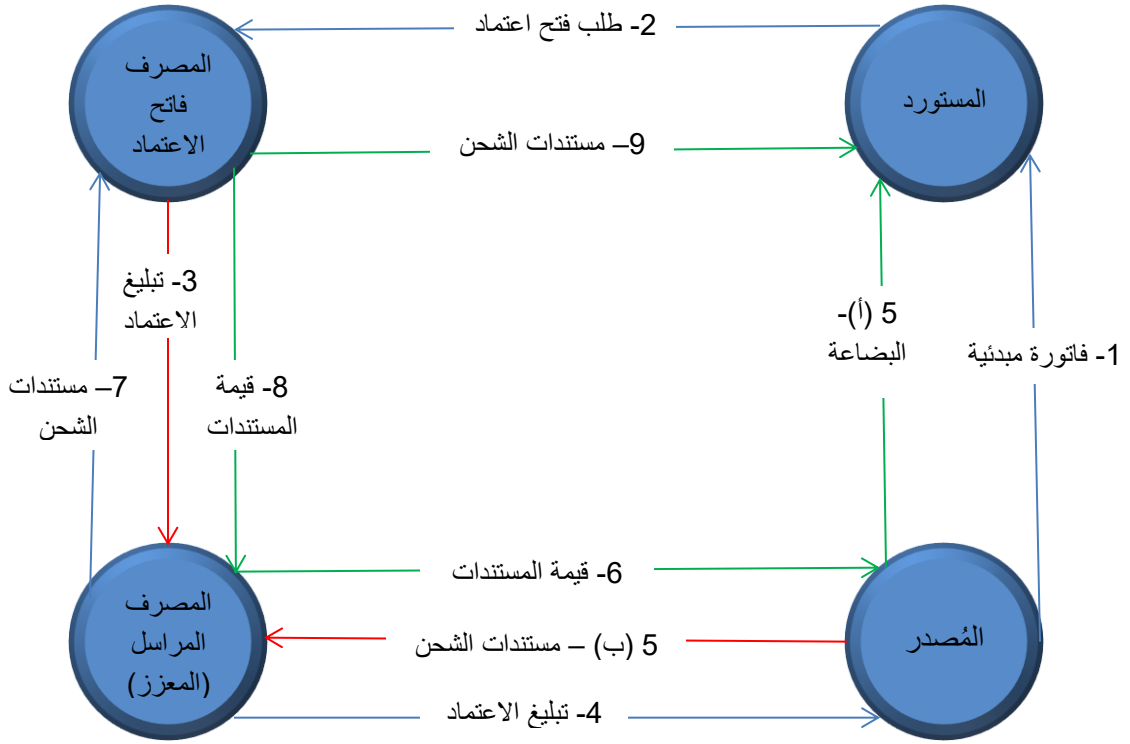 2- طلب فتح اعتماد
المستورد
المصرف
فاتح
الاعتماد
9– مستندات الشحن
3- تبليغ
الاعتماد
5 (أ)-
البضاعة
1- فاتورة مبدئية
8- قيمة
المستندات
7– مستندات
الشحن
6- قيمة المستندات
المصرف
المراسل
(المعزز)
5 (ب) – مستندات الشحن
المُصدر
4- تبليغ الاعتماد